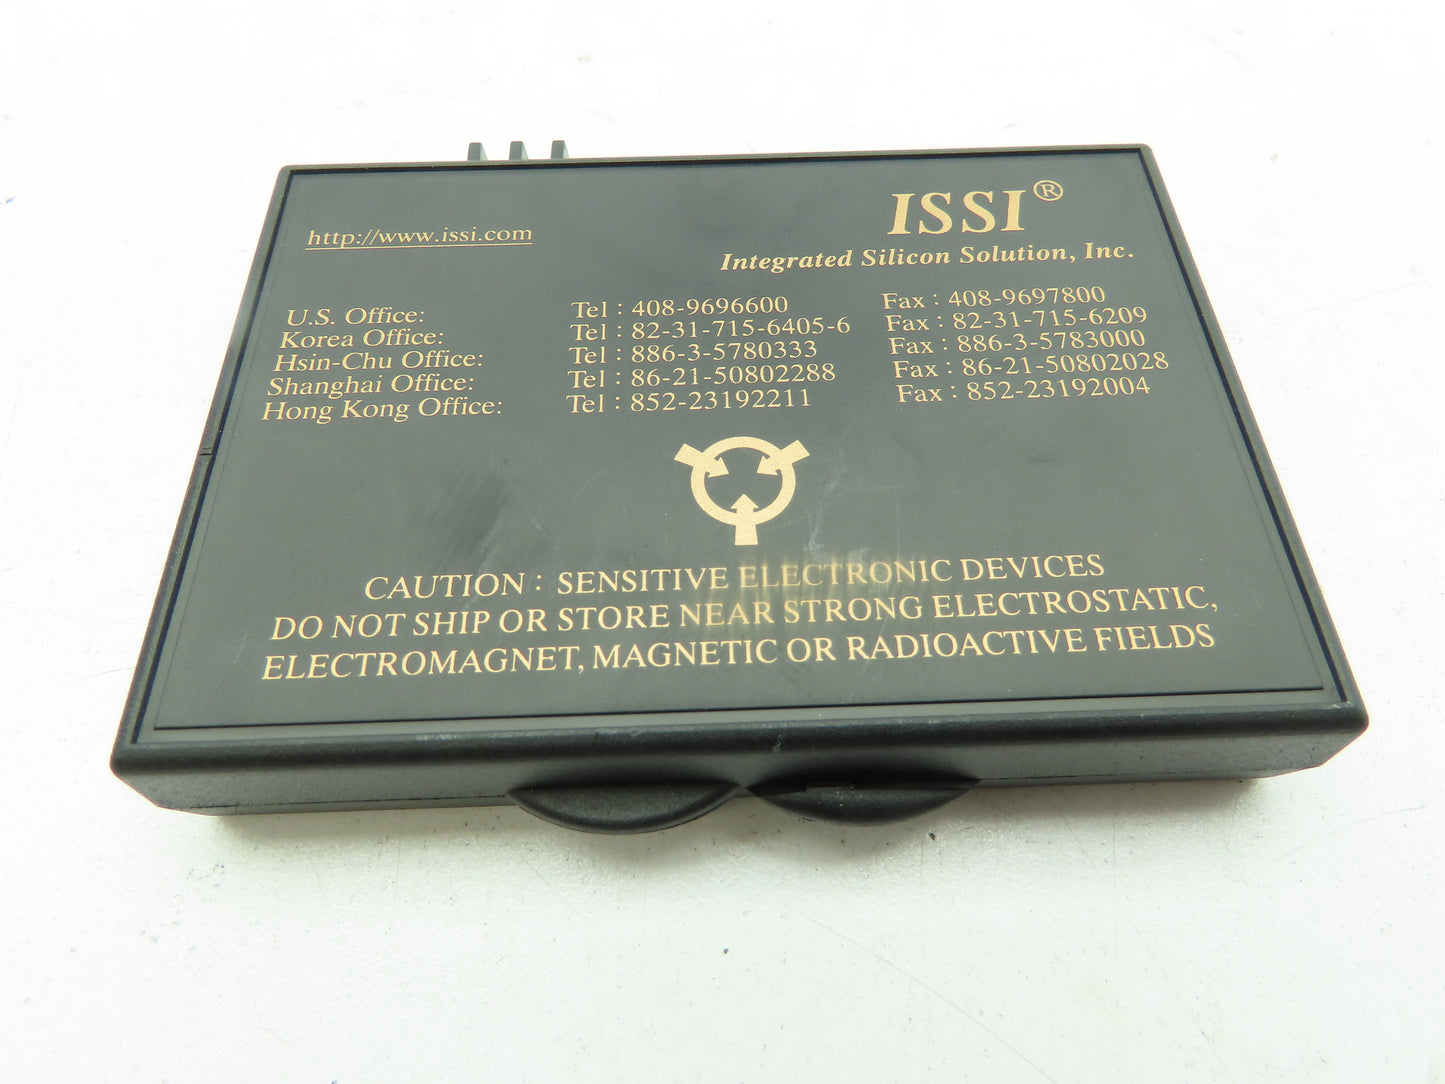 http://www.issi.com
ISSI®
Integrated Silicon Solution, Inc.
U.S. Office: Tel : 408-9696600 Fax : 408-9697800
Korea Office: Tel : 82-31-715-6405-6 Fax : 82-31-715-6209
Hsin-Chu Office: Tel : 886-3-5780333 Fax : 886-3-5783000
Shanghai Office: Tel : 86-21-50802288 Fax : 86-21-50802028
Hong Kong Office: Tel : 852-23192211 Fax : 852-23192004
CAUTION : SENSITIVE ELECTRONIC DEVICES
DO NOT SHIP OR STORE NEAR STRONG ELECTROSTATIC,
ELECTROMAGNET, MAGNETIC OR RADIOACTIVE FIELDS